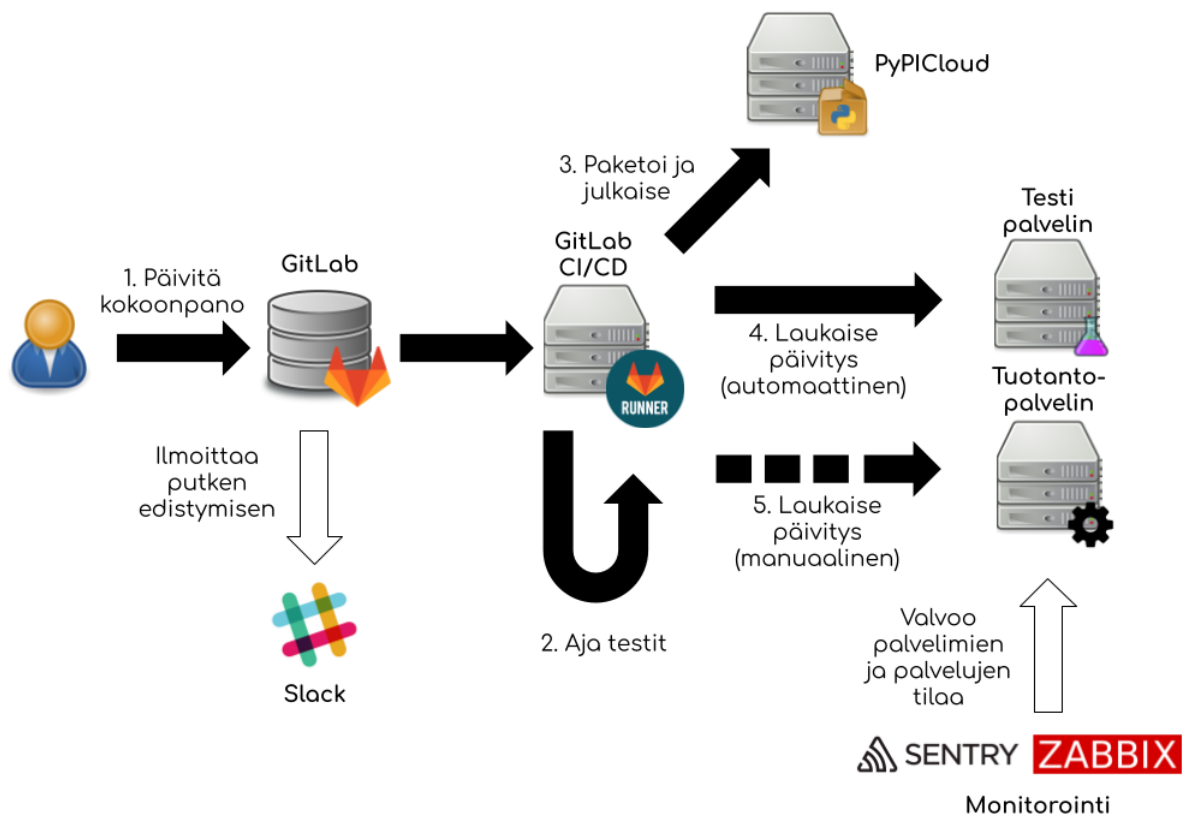 PyPICloud
3. Paketoi ja
julkaise
Testi
palvelin
GitLab
CI/CD
1. Päivitä
kokoonpano
GitLab
4. Laukaise
päivitys
(automaattinen)
RUNNER
Tuotanto-
palvelin
Ilmoittaa
putken
edistymisen
5. Laukaise
päivitys
(manuaalinen)
2. Aja testit
Slack
Valvoo
palvelimien
ja palvelujen
tilaa
SENTRY
ZABBIX
Monitorointi